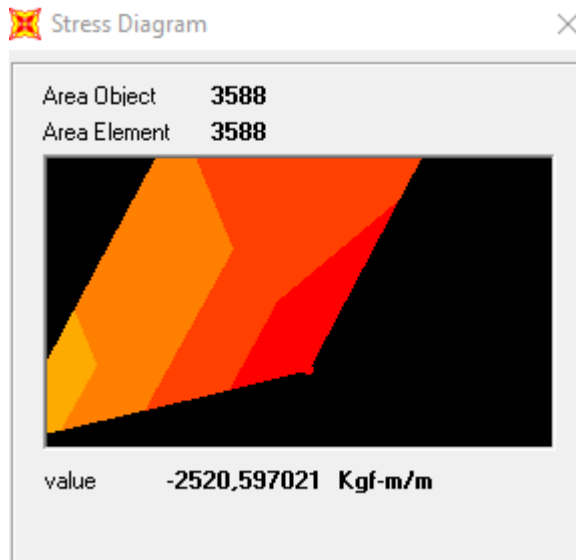 Stress Diagram
Area Object 3588
Area Element 3588
value -2520,597021 Kgf-m/m